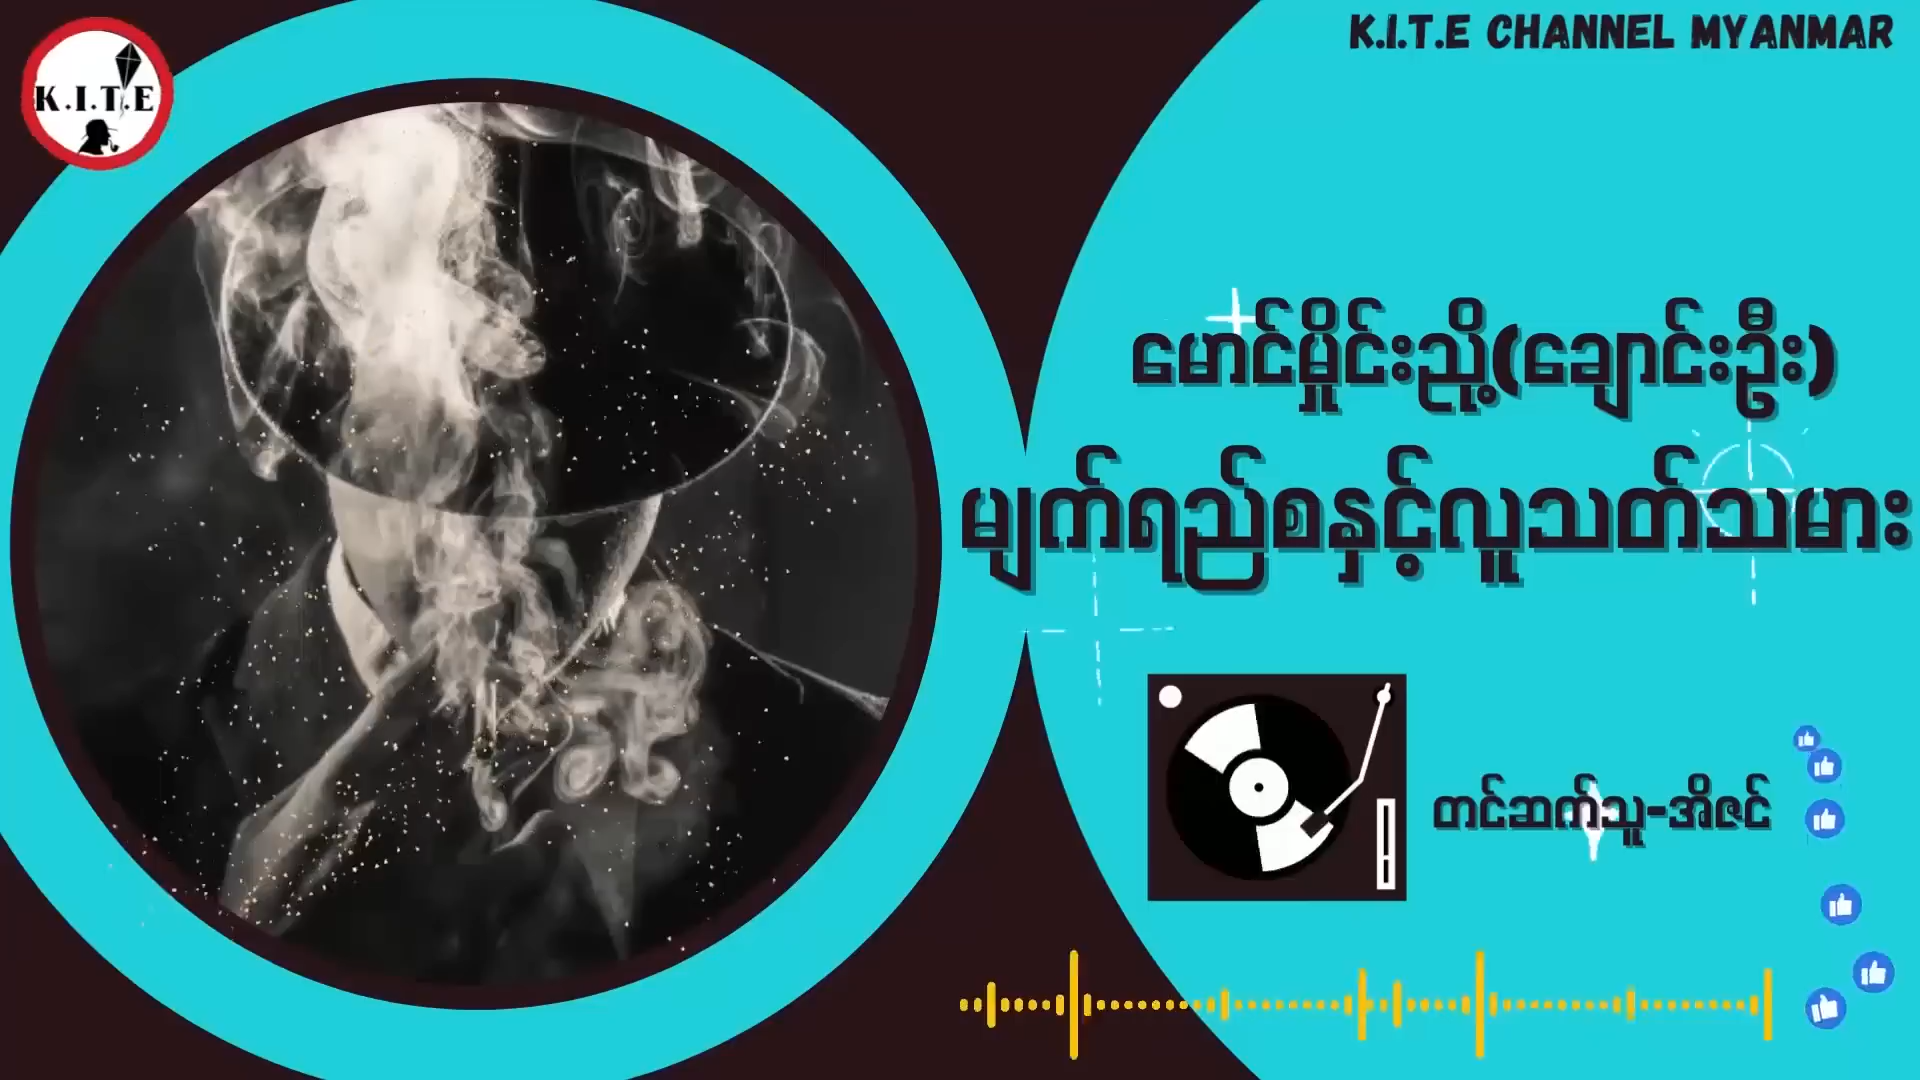 K.I.T.E CHANNEL MYANMAR
K.I.T.E
မောင်မှိုင်းညို့(ချောင်းဦး)
မျက်ရည်စနှင့်လူသတ်သမား
တင်ဆက်သူ-အိဇင်